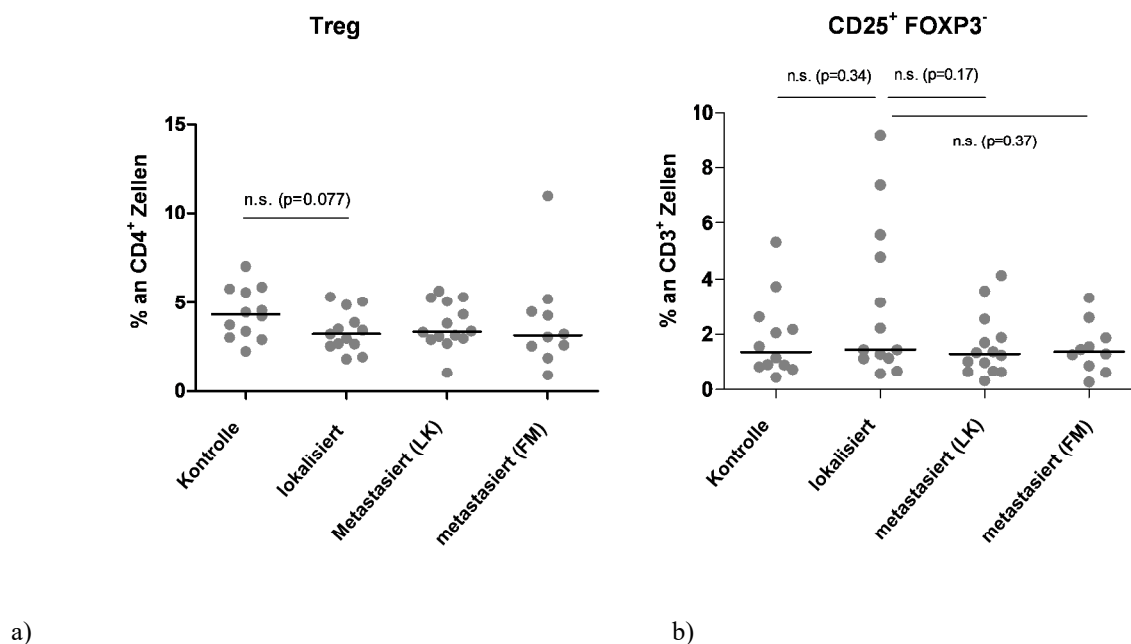 Treg
% an CD4⁺ Zellen
15
10
5
0
n.s. (p=0.077)
Kontrolle
lokalisiert
Metastasiert (LK)
metastasiert (FM)
a)
CD25⁺ FOXP3⁻
n.s. (p=0.34)
n.s. (p=0.17)
n.s. (p=0.37)
% an CD3⁺ Zellen
10
8
6
4
2
0
Kontrolle
lokalisiert
metastasiert (LK)
metastasiert (FM)
b)